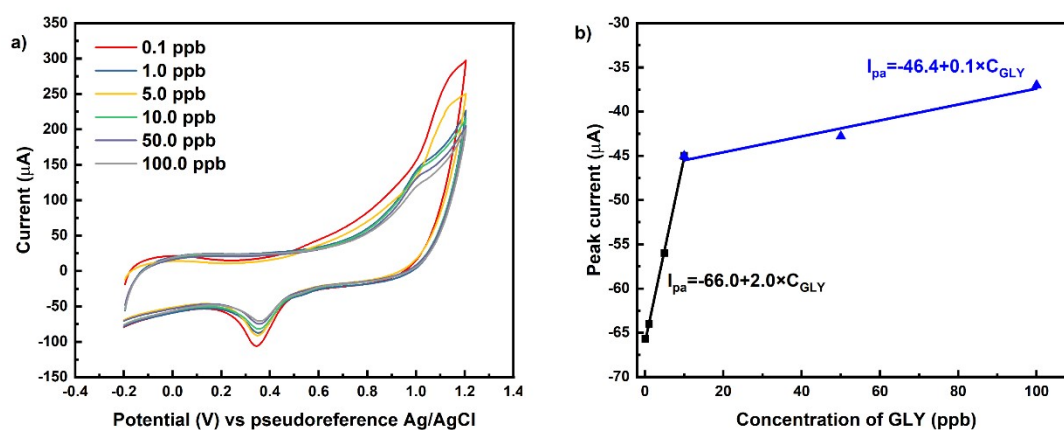 a)
350
300
250
200
150
100
50
0
-50
-100
-150
Current (μA)
0.1 ppb
1.0 ppb
5.0 ppb
10.0 ppb
50.0 ppb
100.0 ppb
-0.4 -0.2 0.0 0.2 0.4 0.6 0.8 1.0 1.2 1.4
Potential (V) vs pseudoreference Ag/AgCl
b)
-30
-35
-40
-45
-50
-55
-60
-65
-70
Peak current (μA)
I_pa=-46.4+0.1×C_GLY
I_pa=-66.0+2.0×C_GLY
0 20 40 60 80 100
Concentration of GLY (ppb)